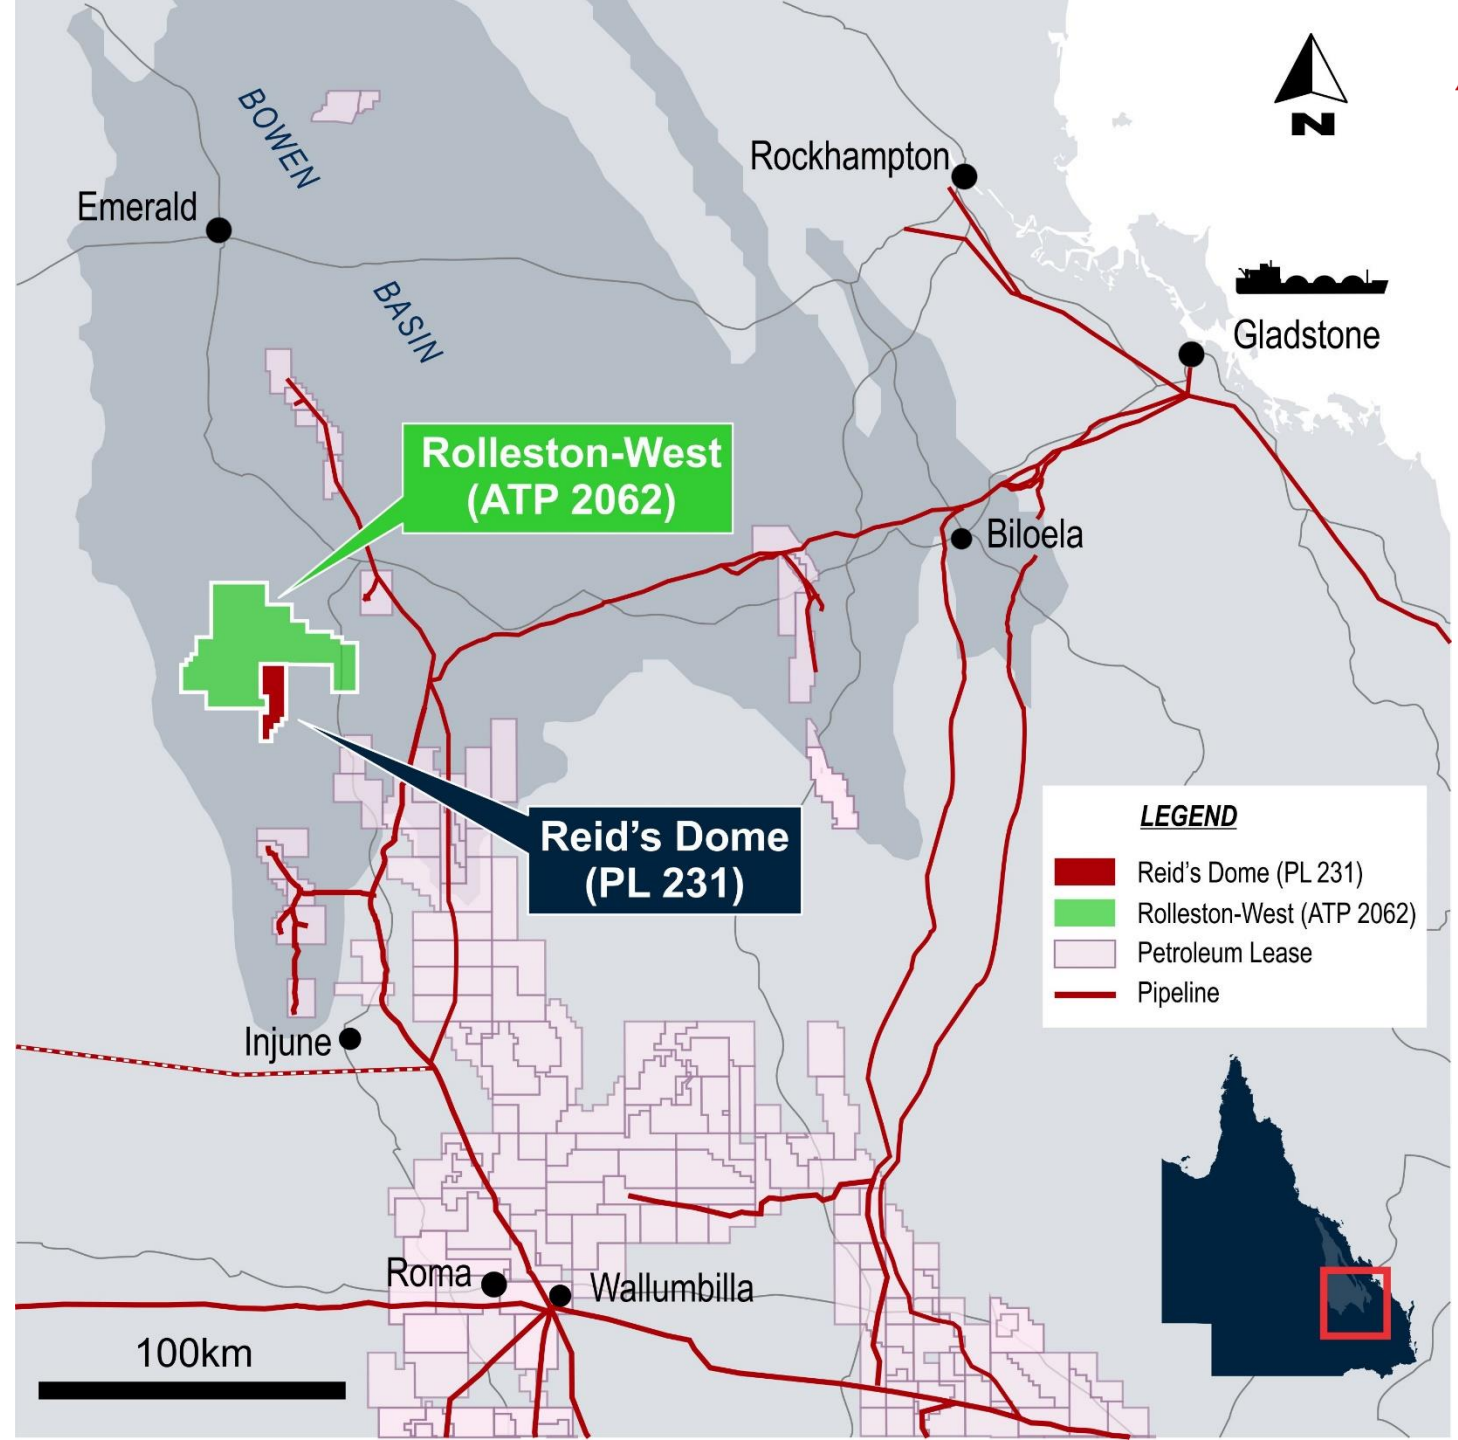 BOWEN
Rockhampton
N
Emerald
BASIN
Gladstone
Rolleston-West
(ATP 2062)
Biloela
Reid's Dome
(PL 231)
LEGEND
Reid's Dome (PL 231)
Rolleston-West (ATP 2062)
Petroleum Lease
Pipeline
Injune
Roma
Wallumbilla
100km